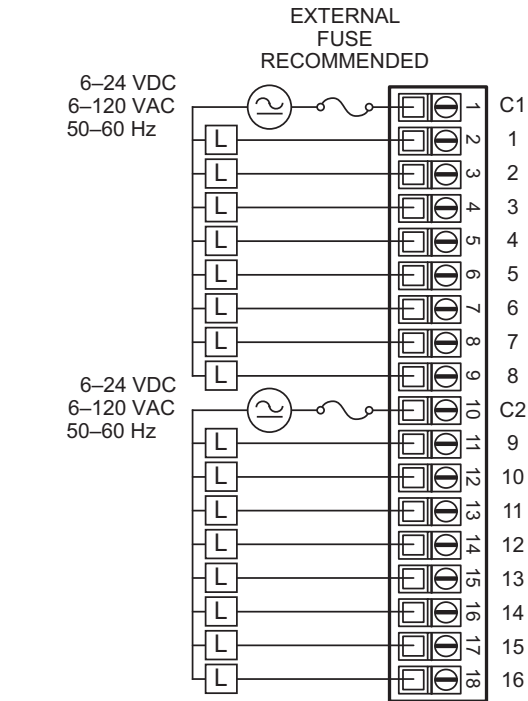 EXTERNAL
FUSE
RECOMMENDED
6–24 VDC
6–120 VAC
50–60 Hz
1 C1
L 2 1
L 3 2
L 4 3
L 5 4
L 6 5
L 7 6
L 8 7
L 9 8
6–24 VDC
6–120 VAC
50–60 Hz
10 C2
L 11 9
L 12 10
L 13 11
L 14 12
L 15 13
L 16 14
L 17 15
L 18 16